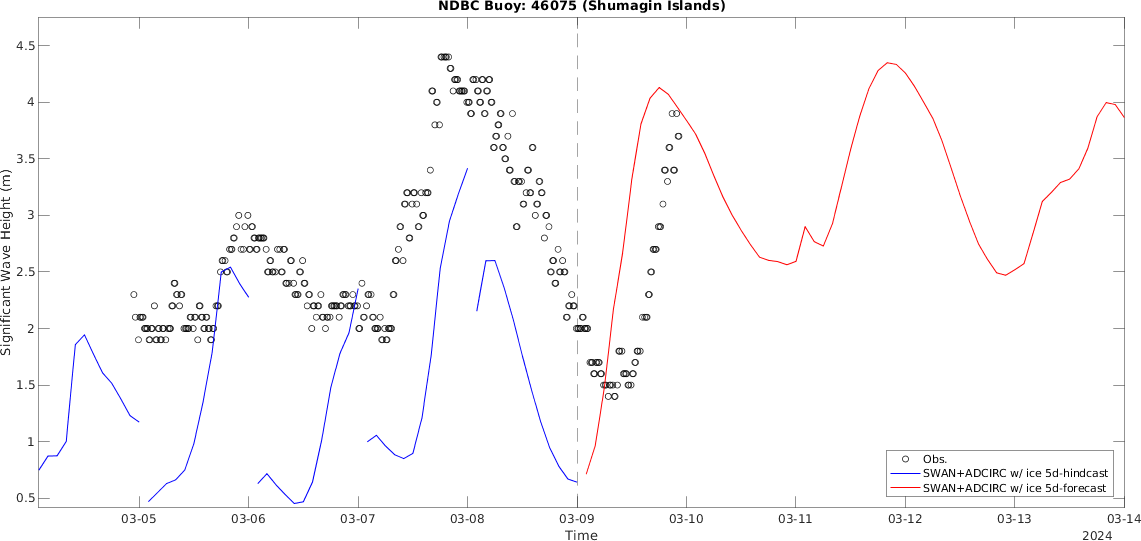 NDBC Buoy: 46075 (Shumagin Islands)
Significant Wave Height (m)
4.5
4
3.5
3
2.5
2
1.5
1
0.5
Obs.
SWAN+ADCIRC w/ ice 5d-hindcast
SWAN+ADCIRC w/ ice 5d-forecast
03-05 03-06 03-07 03-08 03-09 03-10 03-11 03-12 03-13 03-14
Time
2024